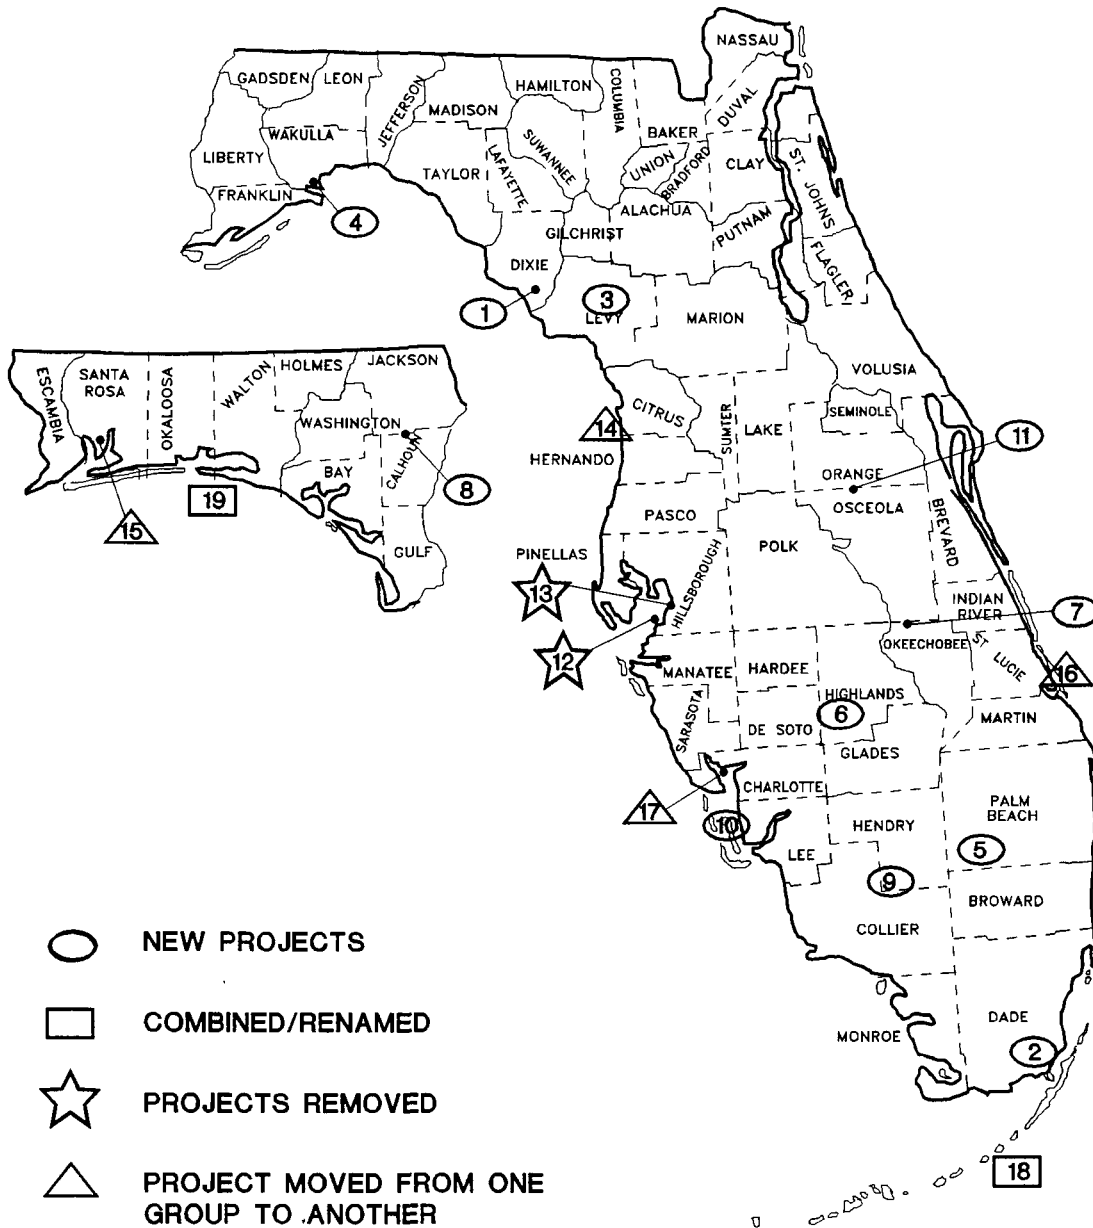 NASSAU
GADSDEN
LEON
JEFFERSON
MADISON
HAMILTON
COLUMBIA
BAKER
DUVAL
WAKULLA
LIBERTY
FRANKLIN
TAYLOR
LAFAYETTE
SUWANNEE
UNION
BRADFORD
CLAY
ST. JOHNS
ALACHUA
PUTNAM
GILCHRIST
DIXIE
FLAGLER
4
1
3
LEVY
MARION
VOLUSIA
ESCAMBIA
SANTA
ROSA
OKALOOSA
WALTON
HOLMES
JACKSON
WASHINGTON
BAY
CALHOUN
GULF
15
19
8
CITRUS
14
HERNANDO
SUMTER
LAKE
SEMINOLE
11
ORANGE
OSCEOLA
BREVARD
PASCO
PINELLAS
HILLSBOROUGH
POLK
13
12
INDIAN
RIVER
7
OKEECHOBEE
ST LUCIE
16
MANATEE
HARDEE
HIGHLANDS
6
SARASOTA
DE SOTO
MARTIN
GLADES
CHARLOTTE
17
10
PALM
BEACH
HENDRY
LEE
5
9
BROWARD
COLLIER
DADE
MONROE
2
18
NEW PROJECTS
COMBINED/RENAMED
PROJECTS REMOVED
PROJECT MOVED FROM ONE
GROUP TO ANOTHER